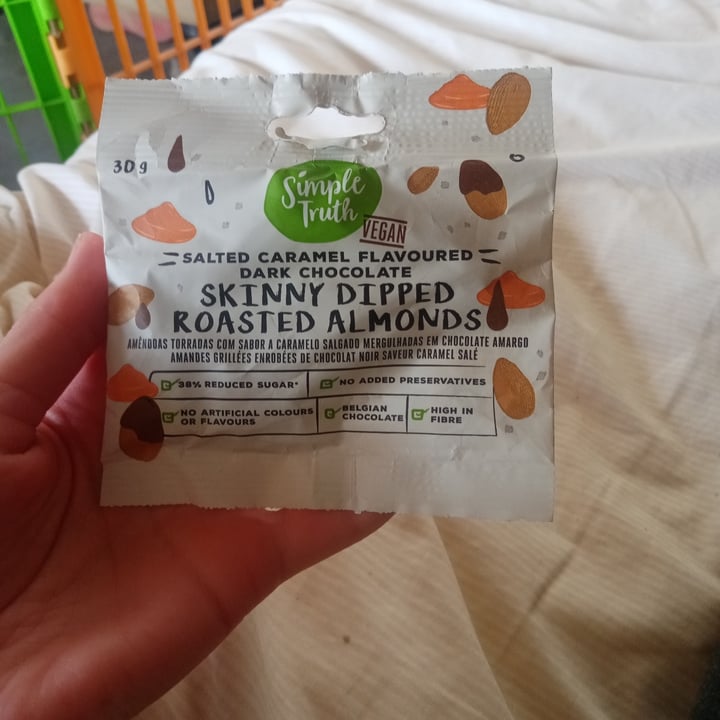 30g
Simple
Truth
VEGAN
SALTED CARAMEL FLAVOURED
DARK CHOCOLATE
SKINNY DIPPED
ROASTED ALMONDS
AMÊNDOAS TORRADAS COM SABOR A CARAMELO SALGADO MERGULHADAS EM CHOCOLATE AMARGO
AMANDES GRILLÉES ENROBÉES DE CHOCOLAT NOIR SAVEUR CARAMEL SALÉ
38% REDUCED SUGAR*
NO ADDED PRESERVATIVES
NO ARTIFICIAL COLOURS
OR FLAVOURS
BELGIAN
CHOCOLATE
HIGH IN
FIBRE